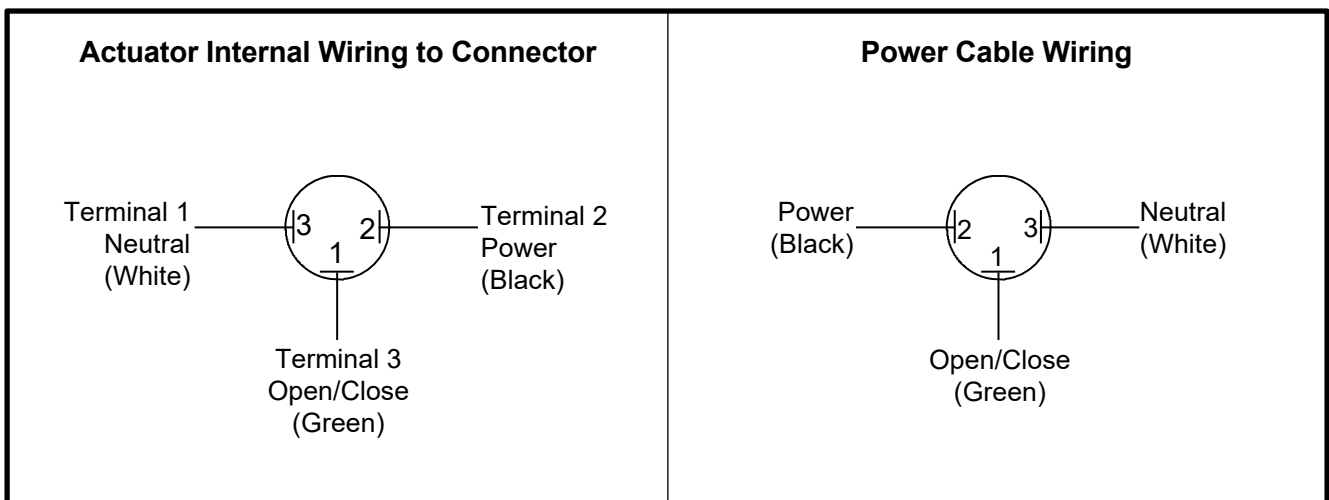 Actuator Internal Wiring to Connector
Terminal 1
Neutral
(White)
3
1
2
Terminal 2
Power
(Black)
Terminal 3
Open/Close
(Green)
Power Cable Wiring
Power
(Black)
2
1
3
Neutral
(White)
Open/Close
(Green)